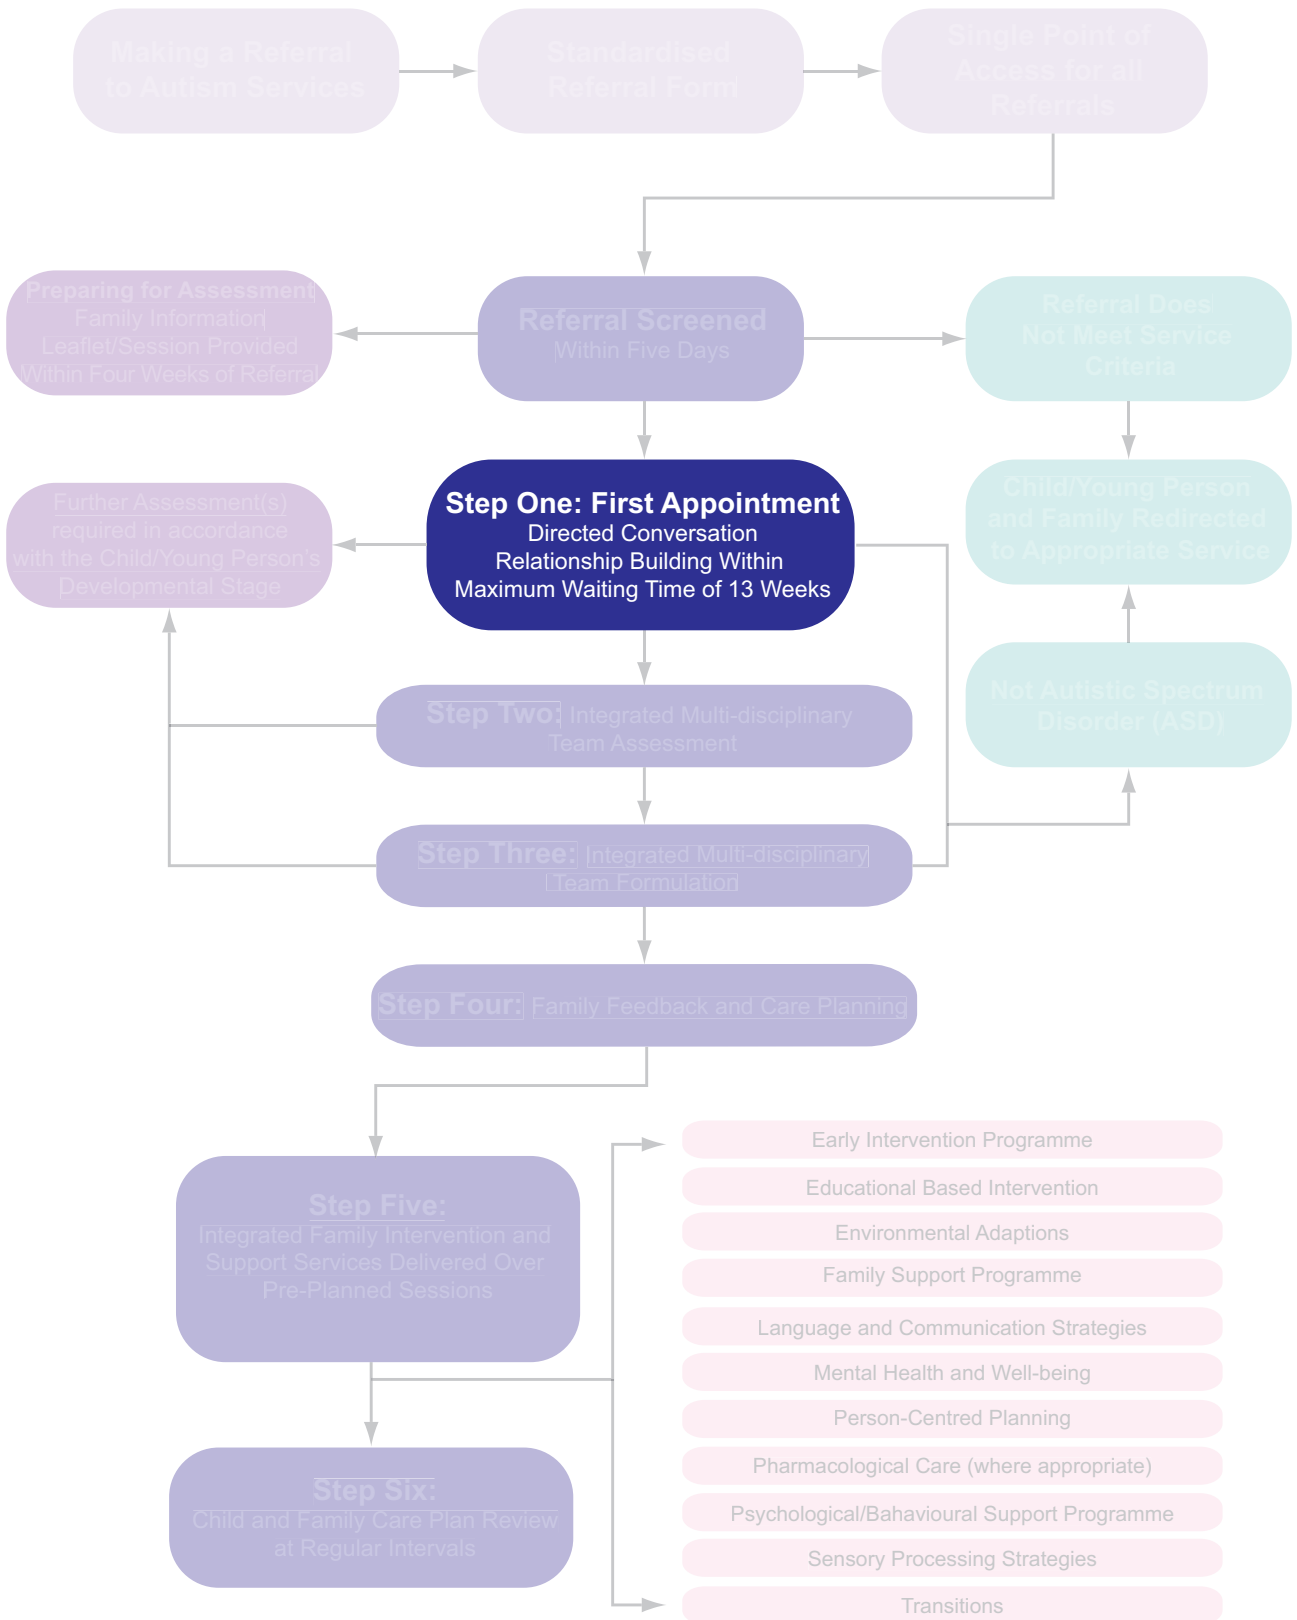 Making a Referral
to Autism Services
Standardised
Referral Form
Single Point of
Access for all
Referrals
Preparing for Assessment
Family Information
Leaflet/Session Provided
Within Four Weeks of Referral
Referral Screened
Within Five Days
Referral Does
Not Meet Service
Criteria
Further Assessment(s)
required in accordance
with the Child/Young Person's
Developmental Stage
Step One: First Appointment
Directed Conversation
Relationship Building Within
Maximum Waiting Time of 13 Weeks
Child/Young Person
and Family Redirected
to Appropriate Service
Step Two: Integrated Multi-disciplinary
Team Assessment
Not Autistic Spectrum
Disorder (ASD)
Step Three: Integrated Multi-disciplinary
Team Formulation
Step Four: Family Feedback and Care Planning
Step Five:
Integrated Family Intervention and
Support Services Delivered Over
Pre-Planned Sessions
Early Intervention Programme
Educational Based Intervention
Environmental Adaptions
Family Support Programme
Language and Communication Strategies
Mental Health and Well-being
Person-Centred Planning
Pharmacological Care (where appropriate)
Psychological/Bahavioural Support Programme
Sensory Processing Strategies
Transitions
Step Six:
Child and Family Care Plan Review
at Regular Intervals